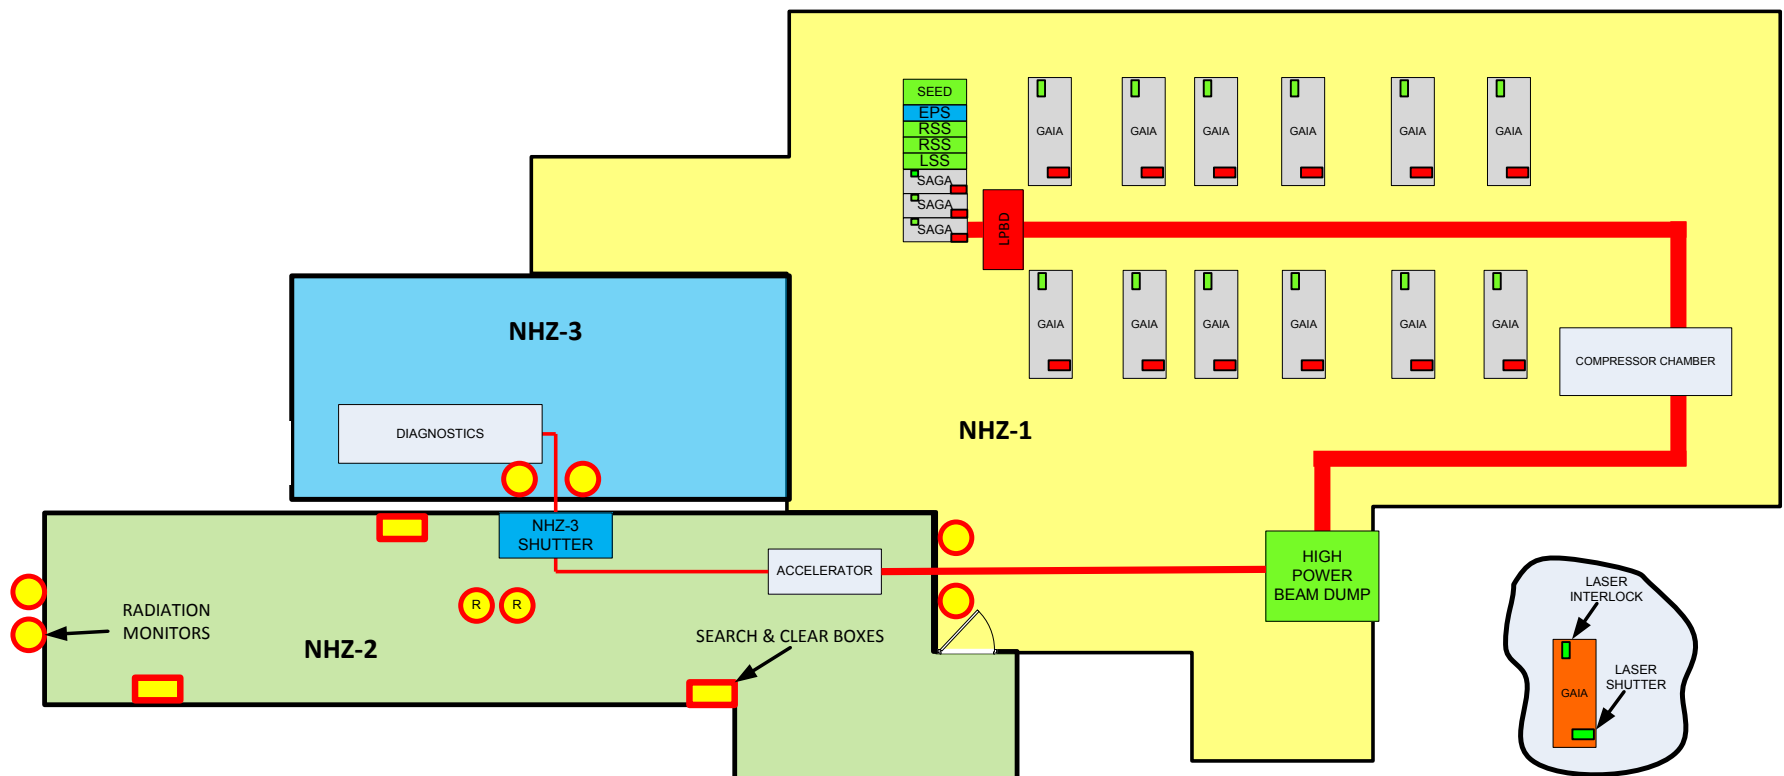 SEED
EPS
RSS
RSS
LSS
SAGA
SAGA
SAGA
LPBD
GAIA
GAIA
GAIA
GAIA
GAIA
GAIA
GAIA
GAIA
GAIA
GAIA
GAIA
GAIA
COMPRESSOR CHAMBER
NHZ-3
NHZ-1
DIAGNOSTICS
NHZ-3
SHUTTER
ACCELERATOR
HIGH
POWER
BEAM DUMP
RADIATION
MONITORS
R
R
SEARCH & CLEAR BOXES
NHZ-2
LASER
INTERLOCK
LASER
SHUTTER
GAIA